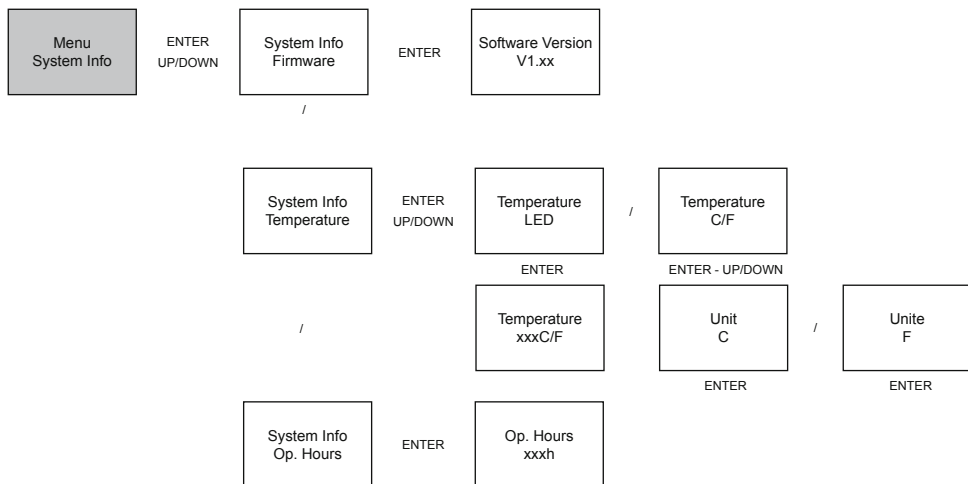 Menu
System Info
ENTER
UP/DOWN
System Info
Firmware
ENTER
Software Version
V1.xx
/
System Info
Temperature
ENTER
UP/DOWN
Temperature
LED
/
Temperature
C/F
ENTER
ENTER - UP/DOWN
/
Temperature
xxxC/F
Unit
C
/
Unite
F
ENTER
ENTER
System Info
Op. Hours
ENTER
Op. Hours
xxxh